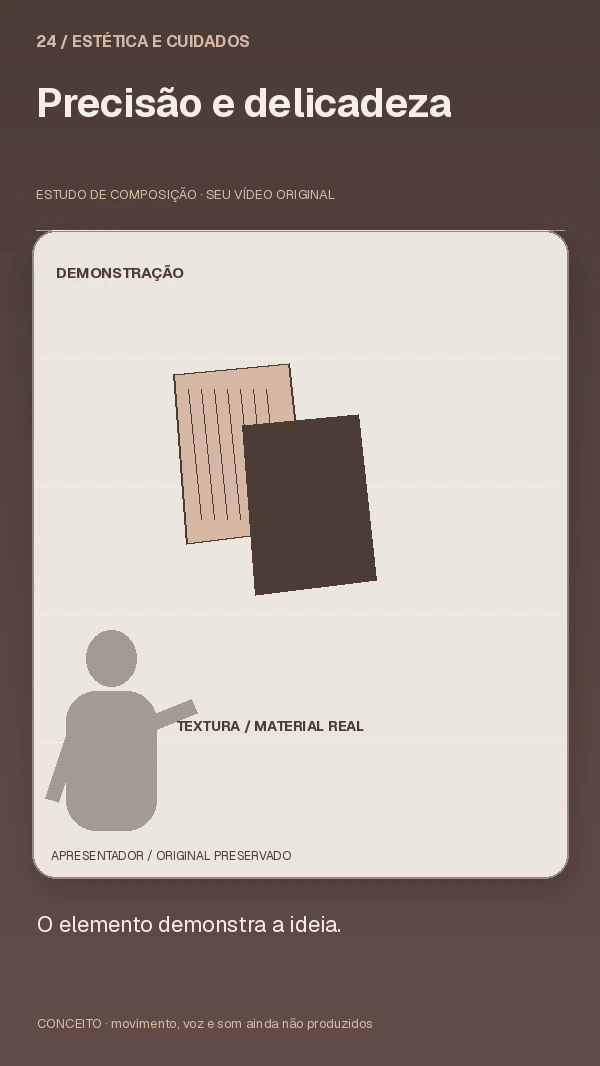 24 / ESTÉTICA E CUIDADOS
Precisão e delicadeza
ESTUDO DE COMPOSIÇÃO · SEU VÍDEO ORIGINAL
DEMONSTRAÇÃO
TEXTURA / MATERIAL REAL
APRESENTADOR / ORIGINAL PRESERVADO
O elemento demonstra a ideia.
CONCEITO · movimento, voz e som ainda não produzidos